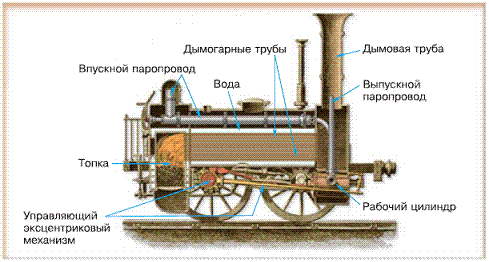 Дымогарные трубы
Дымовая труба
Впускной паропровод
Вода
Выпускной
паропровод
Топка
Рабочий цилиндр
Управляющий
эксцентриковый
механизм